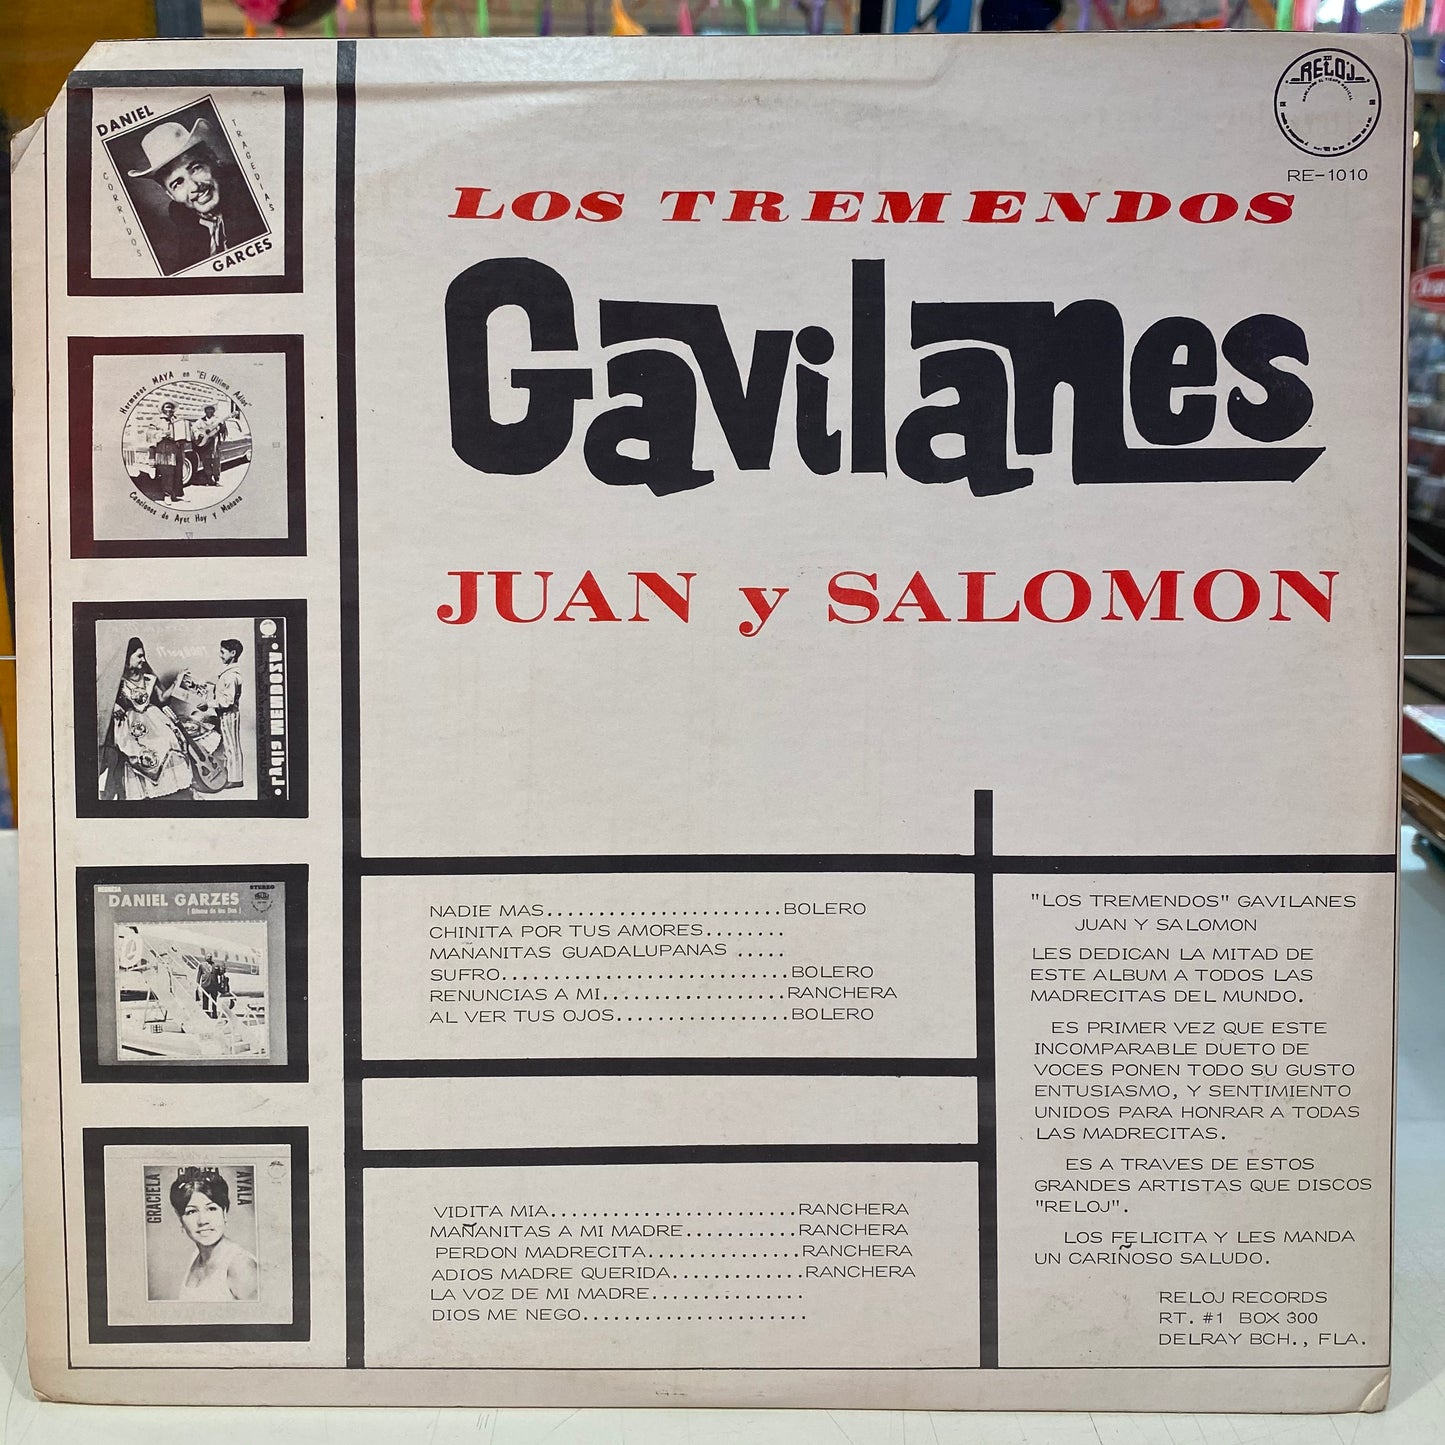 RELOJ
RE-1010
LOS TREMENDOS
Gavilanes
JUAN y SALOMON
DANIEL
CORRIDOS
TRAGEDIAS
GARCES
Hermanos MAYA en "El Ultimo Adios"
Canciones de Ayer Hoy y Mañana
MENDOZA
REGRESA
STEREO
DANIEL GARZES
GRACIELA
AYALA
NADIE MAS.......................BOLERO
CHINITA POR TUS AMORES........
MAÑANITAS GUADALUPANAS .....
SUFRO............................BOLERO
RENUNCIAS A MI..................RANCHERA
AL VER TUS OJOS.................BOLERO
VIDITA MIA........................RANCHERA
MAÑANITAS A MI MADRE...........RANCHERA
PERDON MADRECITA...............RANCHERA
ADIOS MADRE QUERIDA.............RANCHERA
LA VOZ DE MI MADRE...............
DIOS ME NEGO......................
"LOS TREMENDOS" GAVILANES
JUAN Y SALOMON
LES DEDICAN LA MITAD DE
ESTE ALBUM A TODOS LAS
MADRECITAS DEL MUNDO.
ES PRIMER VEZ QUE ESTE
INCOMPARABLE DUETO DE
VOCES PONEN TODO SU GUSTO
ENTUSIASMO, Y SENTIMIENTO
UNIDOS PARA HONRAR A TODAS
LAS MADRECITAS.
ES A TRAVES DE ESTOS
GRANDES ARTISTAS QUE DISCOS
"RELOJ".
LOS FELICITA Y LES MANDA
UN CARIÑOSO SALUDO.
RELOJ RECORDS
RT. #1 BOX 300
DELRAY BCH., FLA.